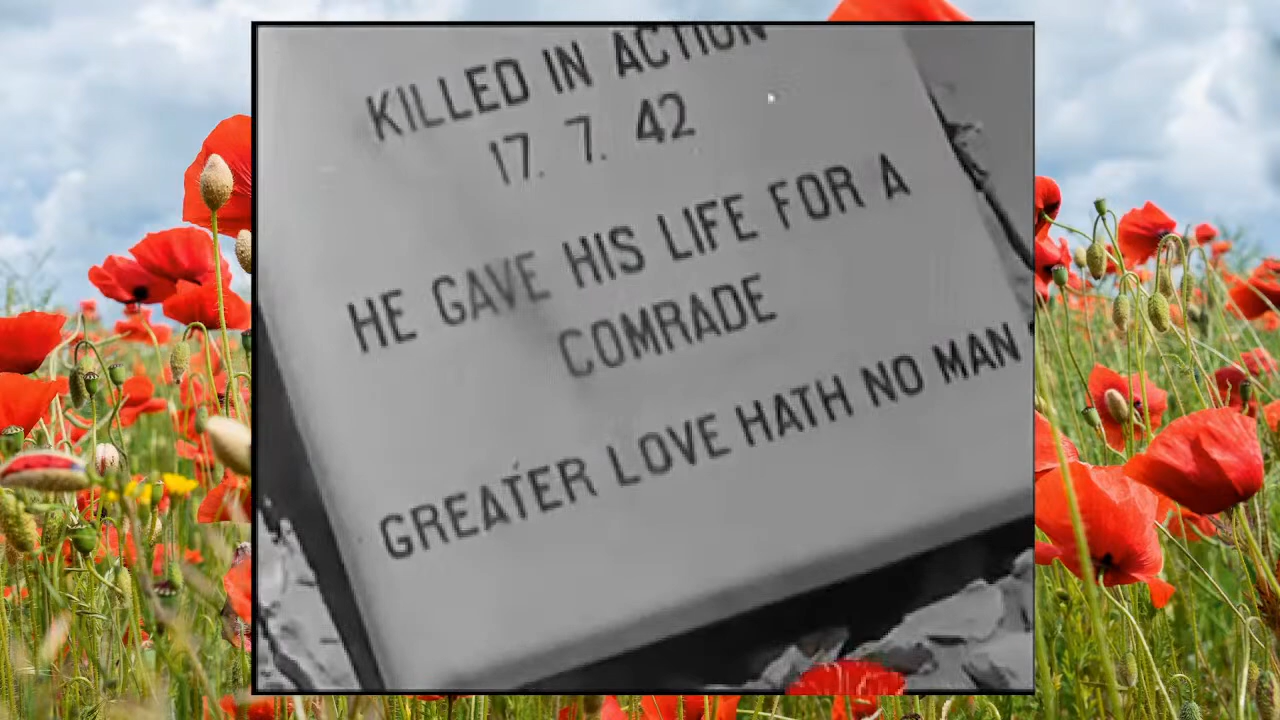 KILLED IN ACTION
17. 7. 42
HE GAVE HIS LIFE FOR A
COMRADE
GREATER LOVE HATH NO MAN